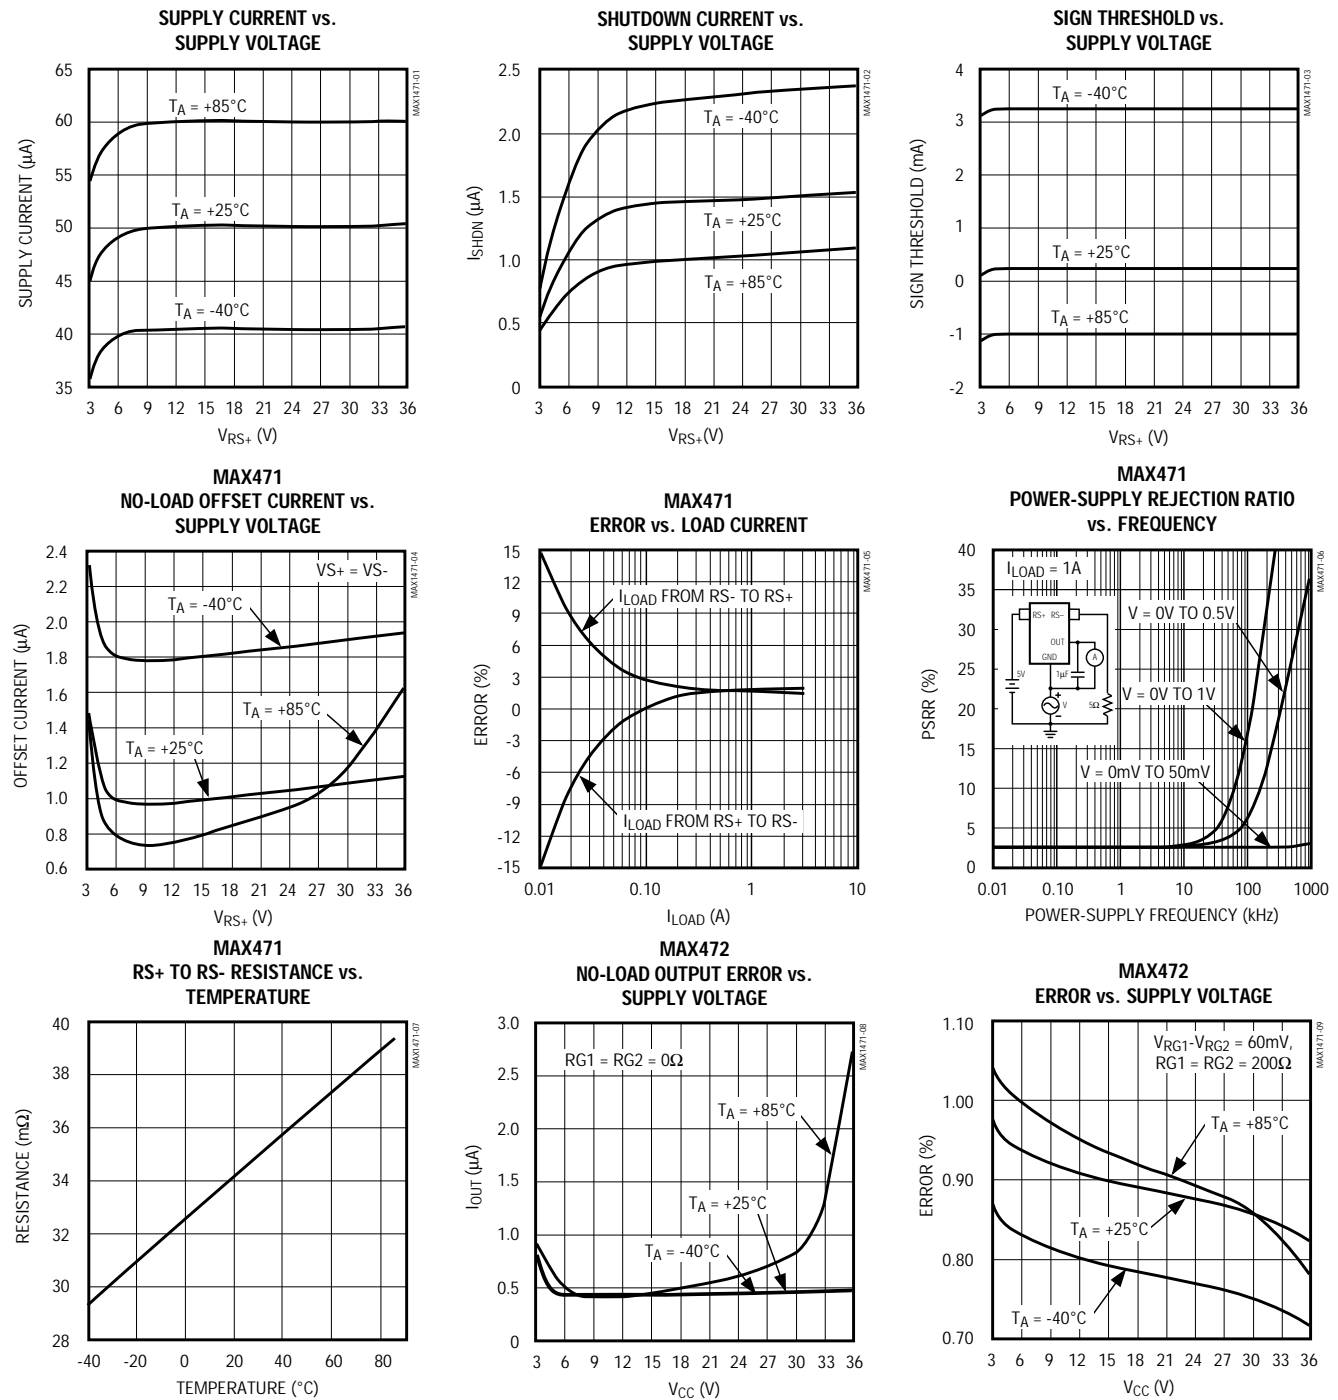 SUPPLY CURRENT vs.
SUPPLY VOLTAGE
65
60
55
50
45
40
35
SUPPLY CURRENT (µA)
TA = +85°C
TA = +25°C
TA = -40°C
3 6 9 12 15 18 21 24 27 30 33 36
VRS+ (V)
MAX1471-01
SHUTDOWN CURRENT vs.
SUPPLY VOLTAGE
2.5
2.0
1.5
1.0
0.5
0
ISHDN (µA)
TA = -40°C
TA = +25°C
TA = +85°C
3 6 9 12 15 18 21 24 27 30 33 36
VRS+(V)
MAX1471-02
SIGN THRESHOLD vs.
SUPPLY VOLTAGE
4
3
2
1
0
-1
-2
SIGN THRESHOLD (mA)
TA = -40°C
TA = +25°C
TA = +85°C
3 6 9 12 15 18 21 24 27 30 33 36
VRS+ (V)
MAX1471-03
MAX471
NO-LOAD OFFSET CURRENT vs.
SUPPLY VOLTAGE
2.4
2.2
2.0
1.8
1.6
1.4
1.2
1.0
0.8
0.6
OFFSET CURRENT (µA)
VS+ = VS-
TA = -40°C
TA = +85°C
TA = +25°C
3 6 9 12 15 18 21 24 27 30 33 36
VRS+ (V)
MAX1471-04
MAX471
ERROR vs. LOAD CURRENT
15
12
9
6
3
0
-3
-6
-9
-12
-15
ERROR (%)
ILOAD FROM RS- TO RS+
ILOAD FROM RS+ TO RS-
0.01 0.10 1 10
ILOAD (A)
MAX471-05
MAX471
POWER-SUPPLY REJECTION RATIO
vs. FREQUENCY
40
35
30
25
20
15
10
5
0
PSRR (%)
ILOAD = 1A
RS+ RS–
OUT
GND
A
1µF
5V
V
5Ω
V = 0V TO 0.5V
V = 0V TO 1V
V = 0mV TO 50mV
0.01 0.10 1 10 100 1000
POWER-SUPPLY FREQUENCY (kHz)
MAX471-06
MAX471
RS+ TO RS- RESISTANCE vs.
TEMPERATURE
40
38
36
34
32
30
28
RESISTANCE (mΩ)
-40 -20 0 20 40 60 80
TEMPERATURE (°C)
MAX1471-07
MAX472
NO-LOAD OUTPUT ERROR vs.
SUPPLY VOLTAGE
3.0
2.5
2.0
1.5
1.0
0.5
0
IOUT (µA)
RG1 = RG2 = 0Ω
TA = +85°C
TA = +25°C
TA = -40°C
3 6 9 12 15 18 21 24 27 30 33 36
VCC (V)
MAX1471-08
MAX472
ERROR vs. SUPPLY VOLTAGE
1.10
1.00
0.90
0.80
0.70
ERROR (%)
VRG1-VRG2 = 60mV,
RG1 = RG2 = 200Ω
TA = +85°C
TA = +25°C
TA = -40°C
3 6 9 12 15 18 21 24 27 30 33 36
VCC (V)
MAX1471-09